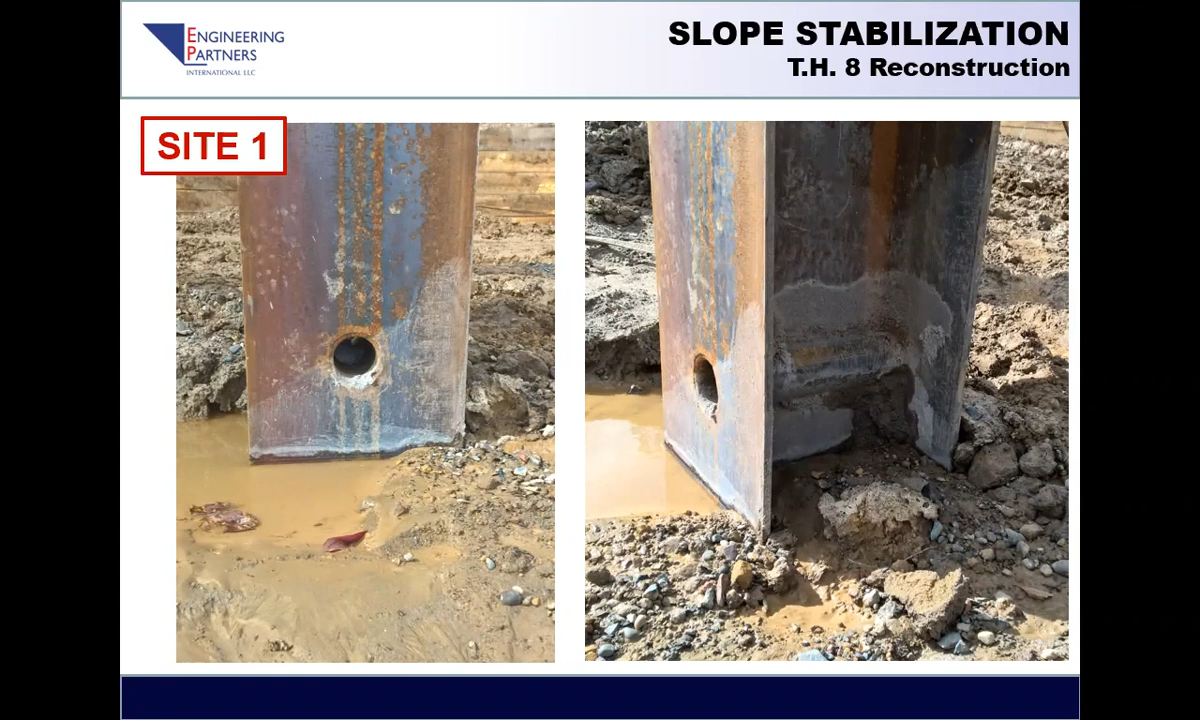 ENGINEERING
PARTNERS
INTERNATIONAL LLC
SLOPE STABILIZATION
T.H. 8 Reconstruction
SITE 1